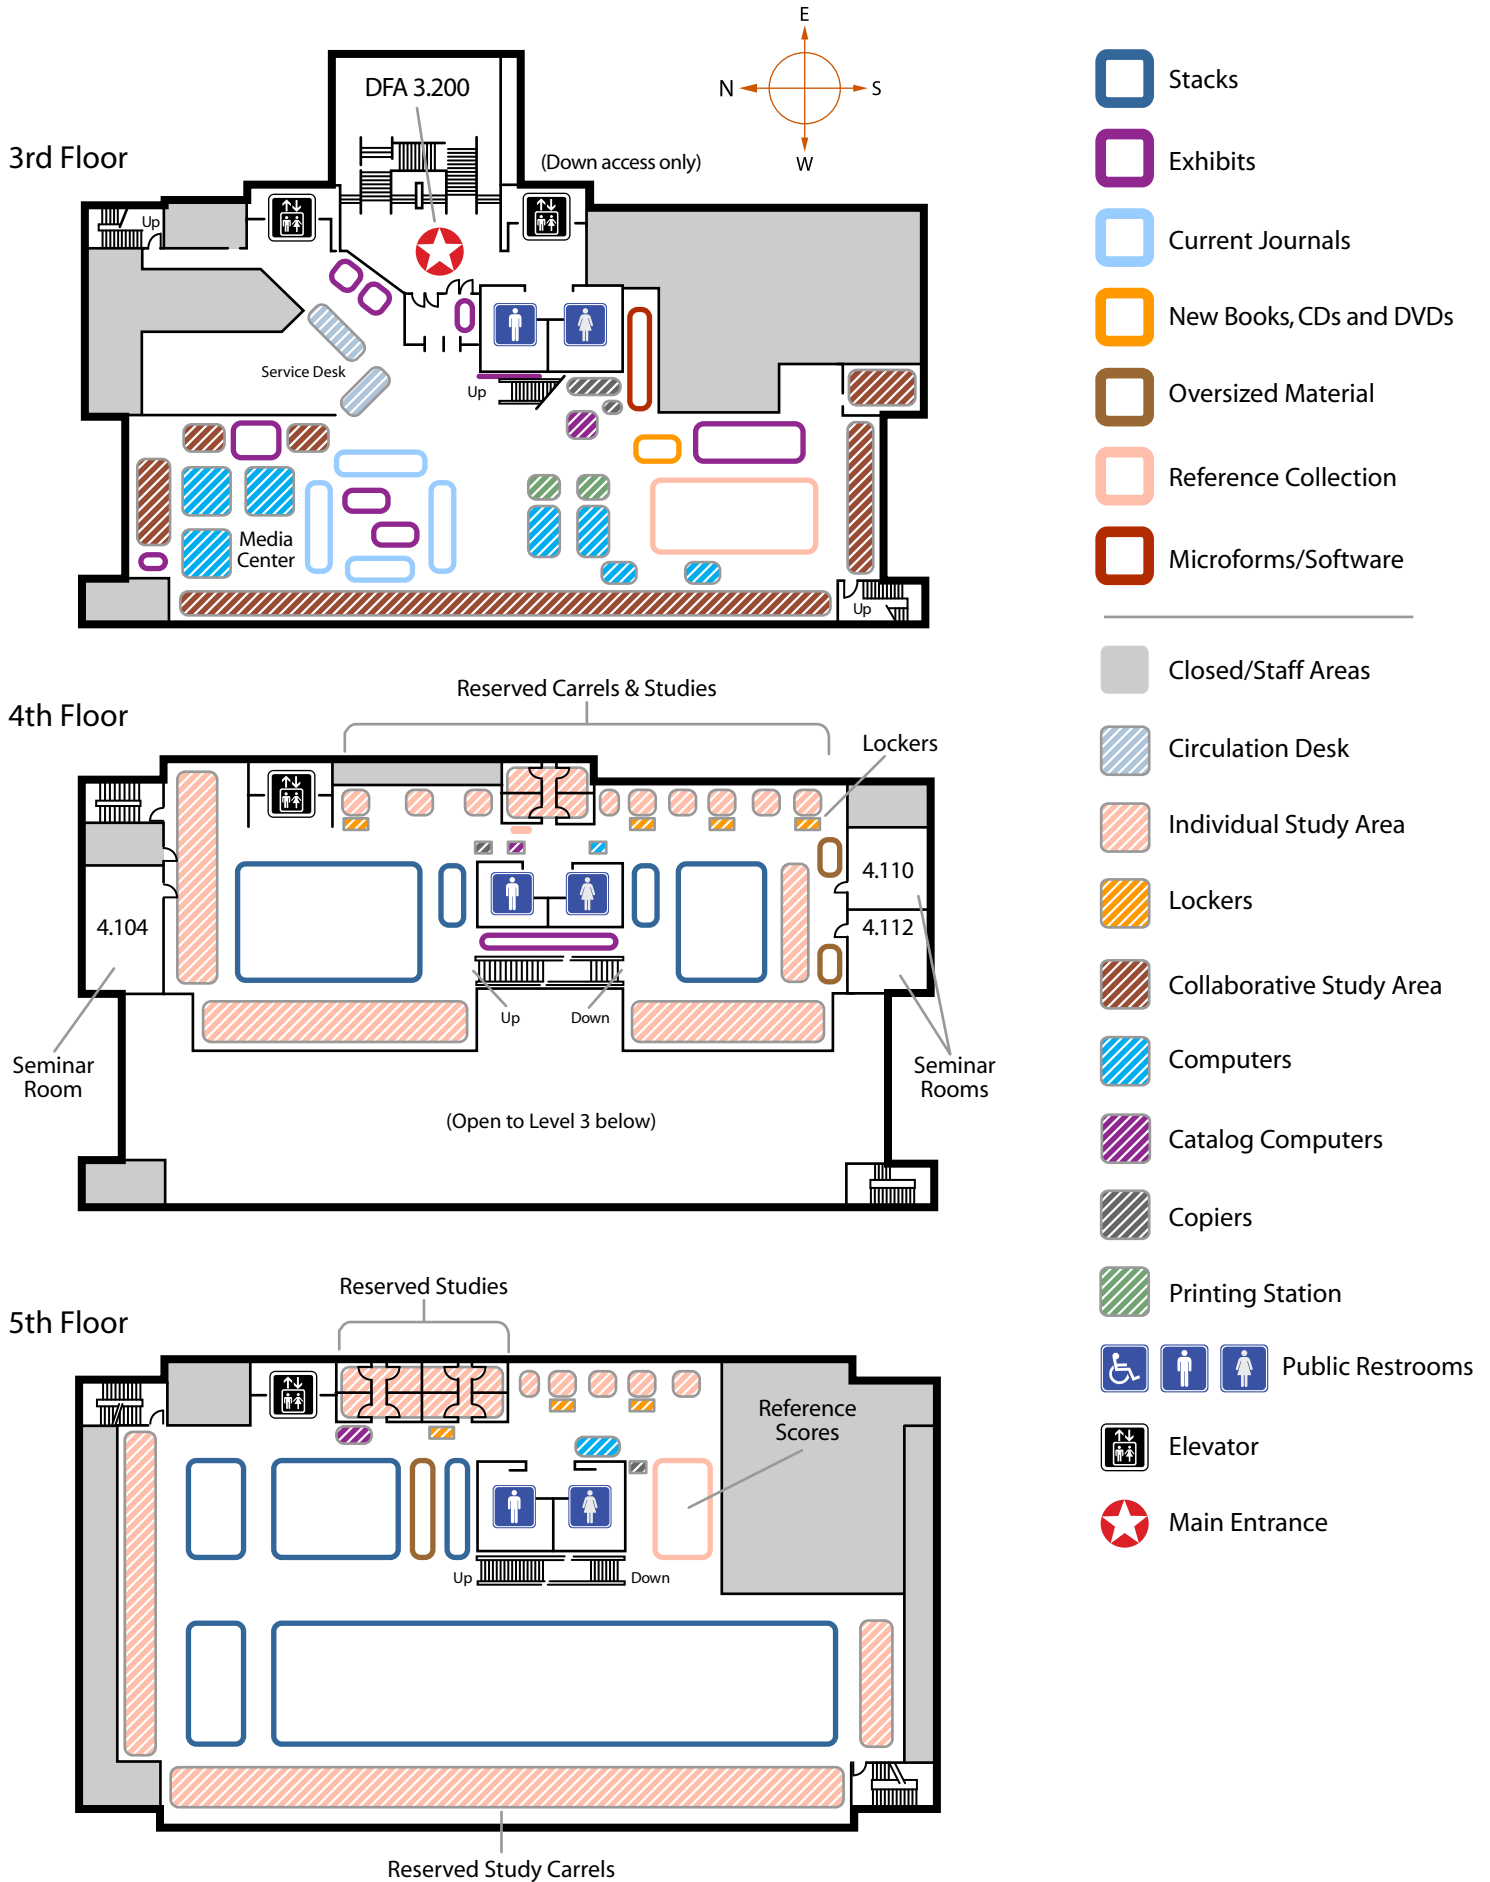 E
N
S
W
3rd Floor
DFA 3.200
(Down access only)
Up
Service Desk
Up
Media
Center
Up
4th Floor
Reserved Carrels & Studies
Lockers
4.104
4.110
4.112
Up
Down
Seminar
Room
Seminar
Rooms
(Open to Level 3 below)
5th Floor
Reserved Studies
Reference
Scores
Up
Down
Reserved Study Carrels
Stacks
Exhibits
Current Journals
New Books, CDs and DVDs
Oversized Material
Reference Collection
Microforms/Software
Closed/Staff Areas
Circulation Desk
Individual Study Area
Lockers
Collaborative Study Area
Computers
Catalog Computers
Copiers
Printing Station
Public Restrooms
Elevator
Main Entrance